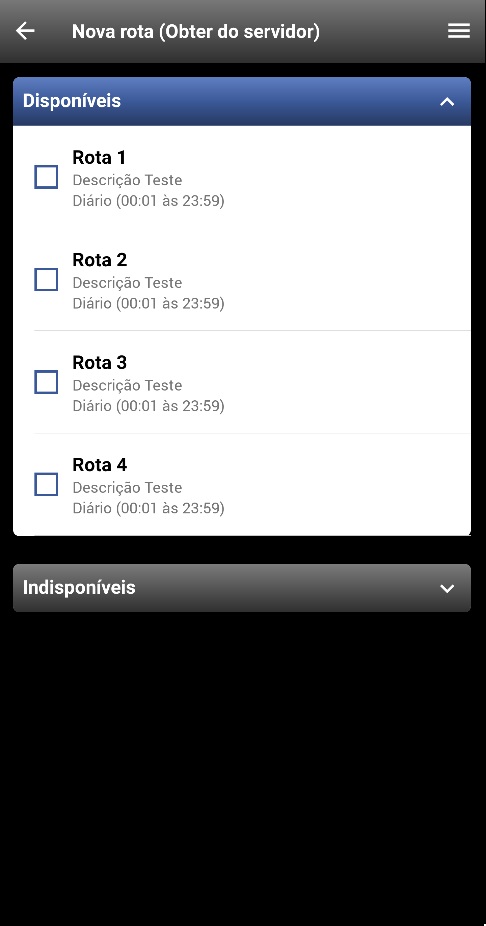 Nova rota (Obter do servidor)
Disponíveis
Rota 1
Descrição Teste
Diário (00:01 às 23:59)
Rota 2
Descrição Teste
Diário (00:01 às 23:59)
Rota 3
Descrição Teste
Diário (00:01 às 23:59)
Rota 4
Descrição Teste
Diário (00:01 às 23:59)
Indisponíveis